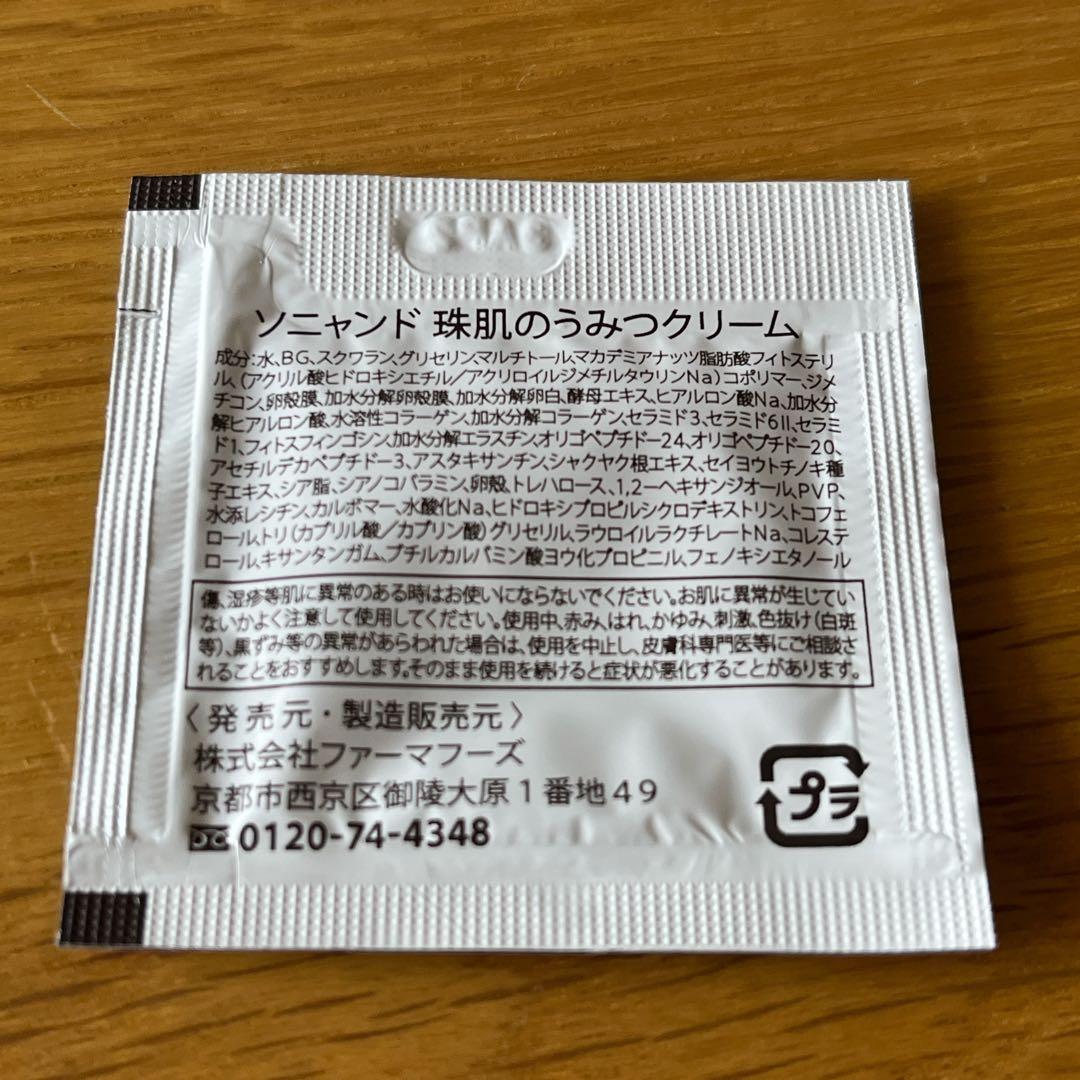 ソニャンド 珠肌のうみつクリーム
成分：水、BG、スクワラン、グリセリン、マルチトール、マカデミアナッツ脂肪酸フィトステリ
ル、（アクリル酸ヒドロキシエチル／アクリロイルジメチルタウリンNa）コポリマー、ジメ
チコン、卵殻膜、加水分解卵殻膜、加水分解卵白、酵母エキス、ヒアルロン酸Na、加水分
解ヒアルロン酸、水溶性コラーゲン、加水分解コラーゲン、セラミド3、セラミド6Ⅱ、セラミ
ド1、フィトスフィンゴシン、加水分解エラスチン、オリゴペプチドー24、オリゴペプチドー20、
アセチルデカペプチドー3、アスタキサンチン、シャクヤク根エキス、セイヨウトチノキ種
子エキス、シア脂、シアノコバラミン、卵殻、トレハロース、1,2ーヘキサンジオール、PVP、
水添レシチン、カルボマー、水酸化Na、ヒドロキシプロピルシクロデキストリン、トコフェ
ロール、トリ（カプリル酸／カプリン酸）グリセリル、ラウロイルラクチレートNa、コレステ
ロール、キサンタンガム、ブチルカルバミン酸ヨウ化プロピニル、フェノキシエタノール
傷、湿疹等肌に異常のある時はお使いにならないでください。お肌に異常が生じてい
ないかよく注意して使用してください。使用中、赤み、はれ、かゆみ、刺激、色抜け（白斑
等）、黒ずみ等の異常があらわれた場合は、使用を中止し、皮膚科専門医等にご相談さ
れることをおすすめします。そのまま使用を続けると症状が悪化することがあります。
〈発売元・製造販売元〉
株式会社ファーマフーズ
京都市西京区御陵大原1番地49
0120-74-4348
プラ